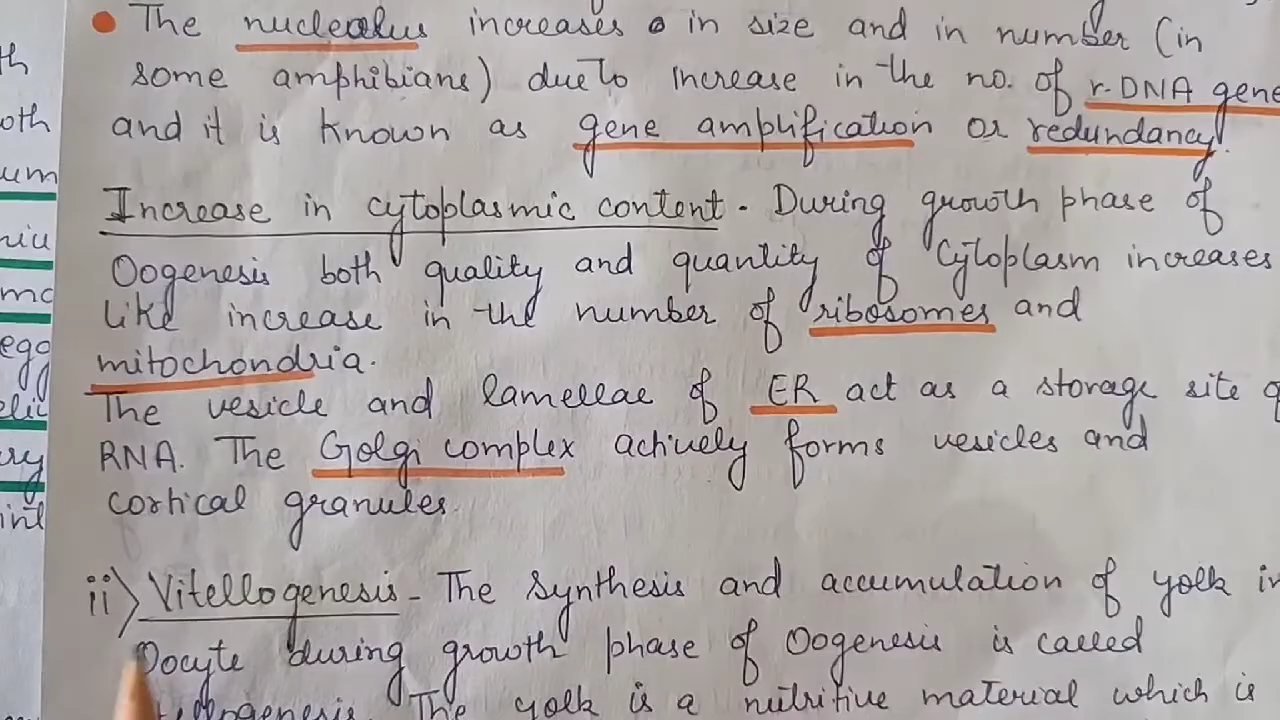 The nucleolus increases in size and in number (in
some amphibians) due to increase in the no. of r-DNA gene
and it is known as gene amplification or redundancy.
Increase in cytoplasmic content. During growth phase of
Oogenesis both quality and quantity of Cytoplasm increases
like increase in the number of ribosomes and
mitochondria.
The vesicle and lamellae of ER act as a storage site of
RNA. The Golgi complex actively forms vesicles and
cortical granules.
ii) Vitellogenesis - The synthesis and accumulation of yolk in
Oocyte during growth phase of Oogenesis is called
The yolk is a nutritive material which is